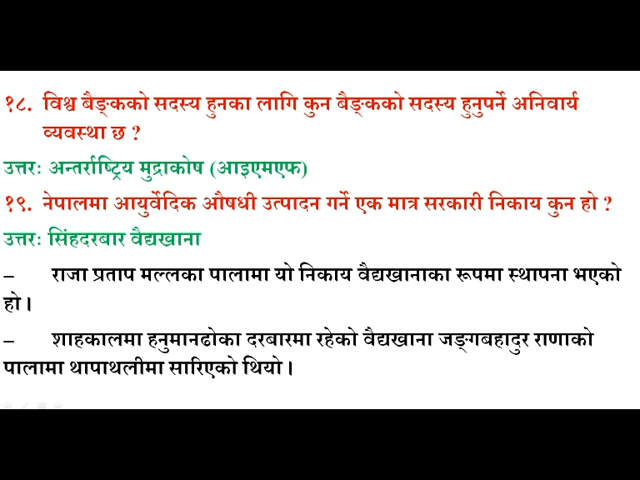 १८. विश्व बैङ्कको सदस्य हुनका लागि कुन बैङ्कको सदस्य हुनुपर्ने अनिवार्य
व्यवस्था छ ?
उत्तरः अन्तर्राष्ट्रिय मुद्राकोष (आइएमएफ)
१९. नेपालमा आयुर्वेदिक औषधी उत्पादन गर्ने एक मात्र सरकारी निकाय कुन हो ?
उत्तरः सिंहदरबार वैद्यखाना
– राजा प्रताप मल्लका पालामा यो निकाय वैद्यखानाका रूपमा स्थापना भएको
हो ।
– शाहकालमा हनुमानढोका दरबारमा रहेको वैद्यखाना जङ्गबहादुर राणाको
पालामा थापाथलीमा सारिएको थियो ।